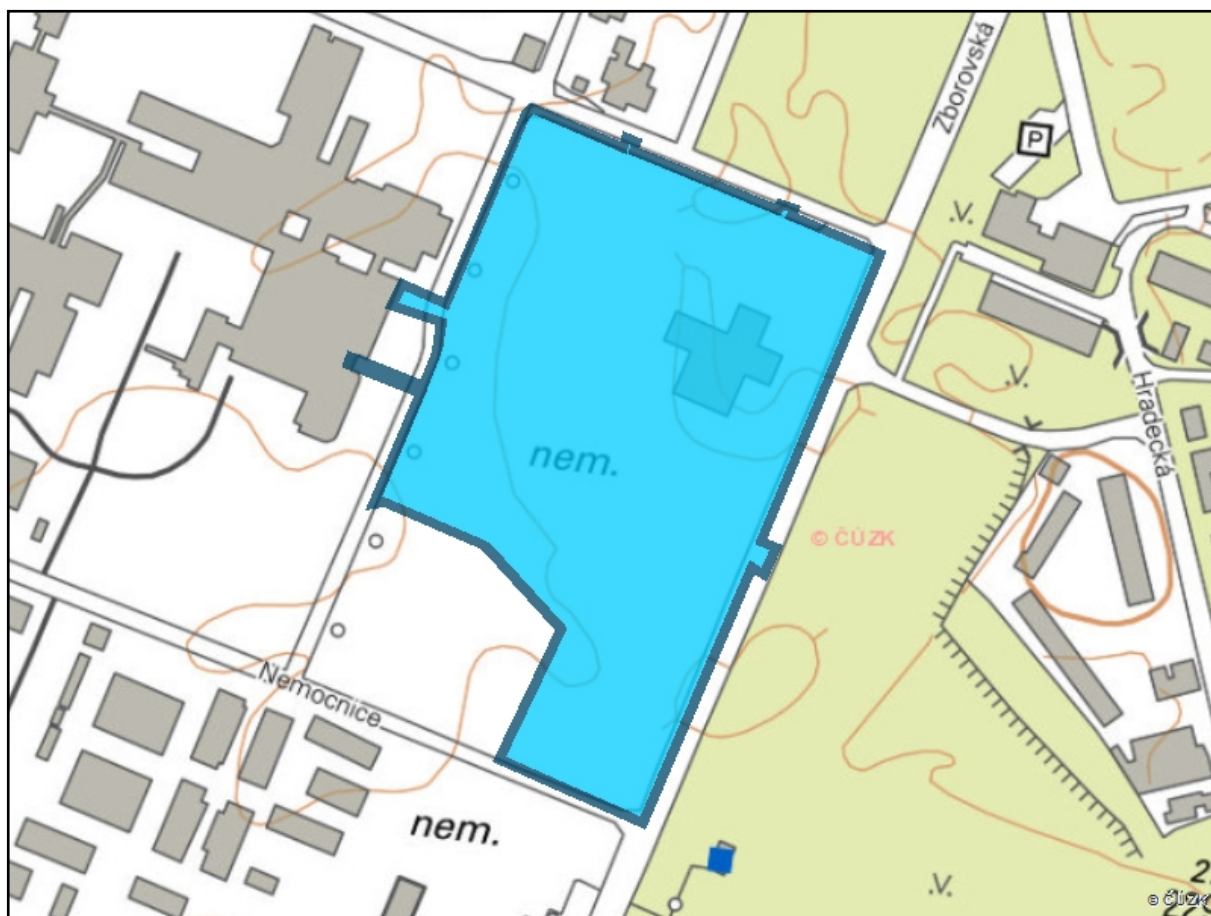 Zborovská
P
.V.
.V.
Hradecká
nem.
© ČÚZK
Nemocnice
nem.
.V.
© ČÚZK